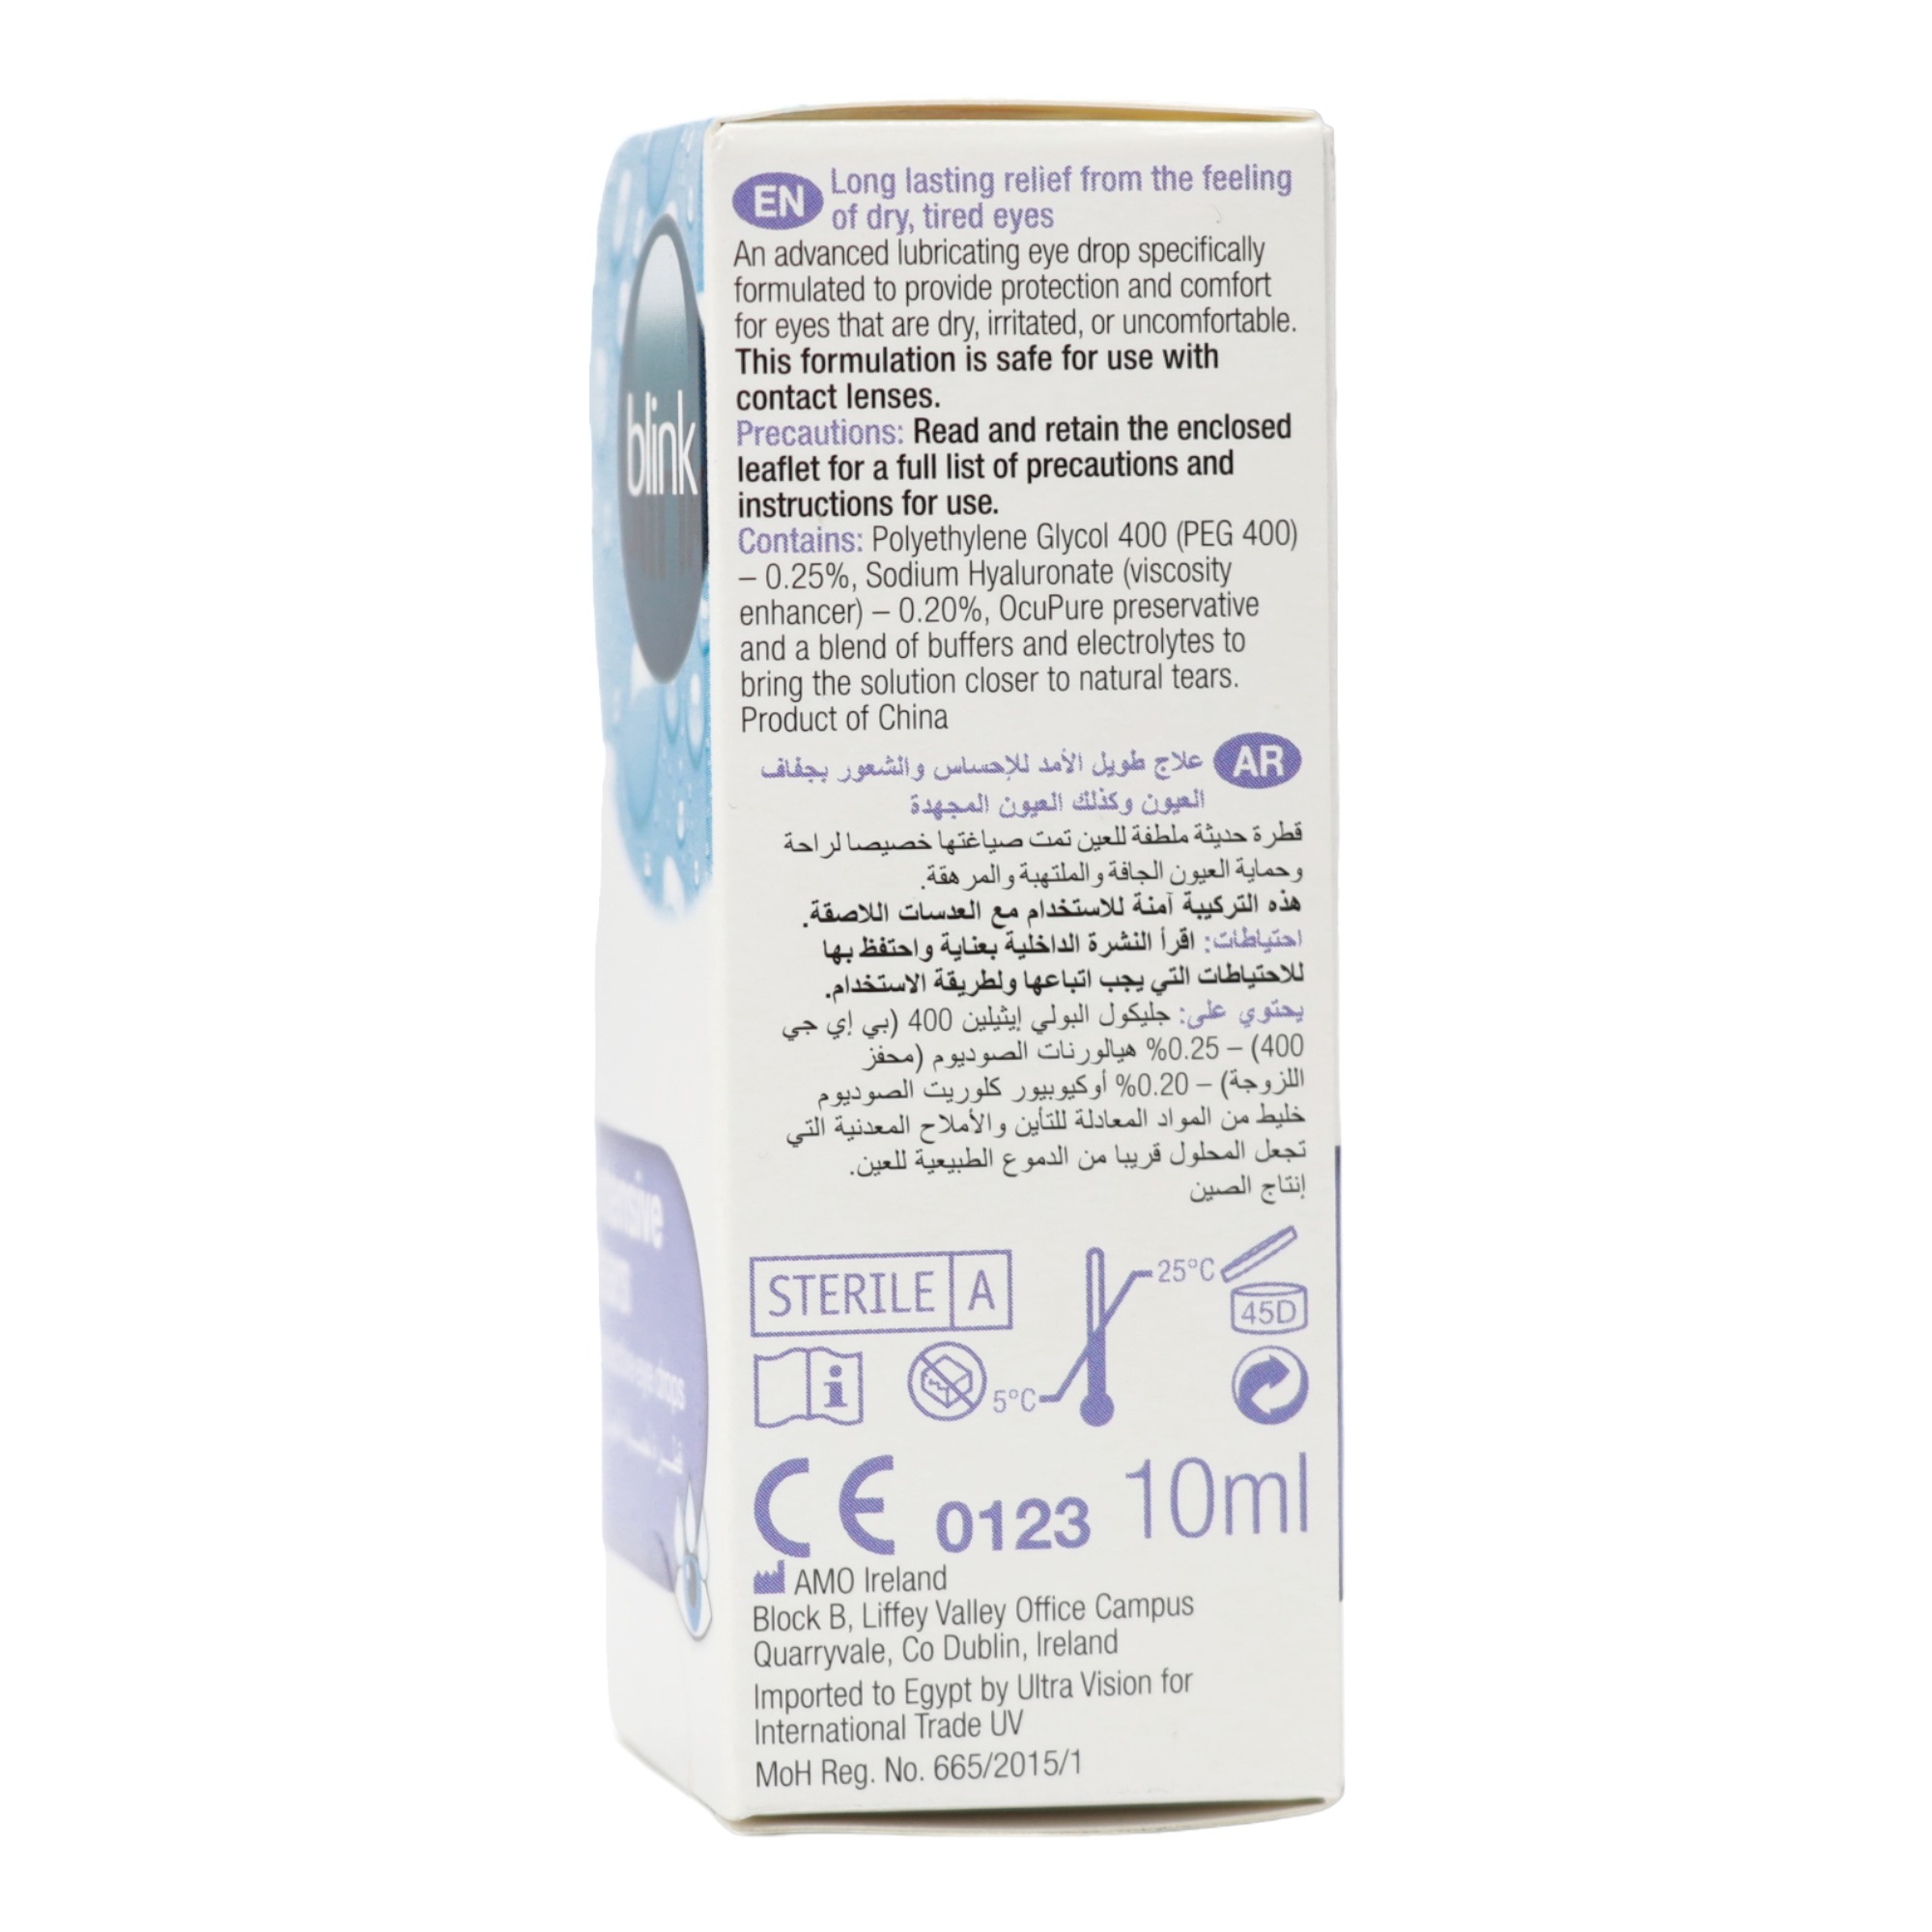 blink
EN Long lasting relief from the feeling
of dry, tired eyes
An advanced lubricating eye drop specifically
formulated to provide protection and comfort
for eyes that are dry, irritated, or uncomfortable.
This formulation is safe for use with
contact lenses.
Precautions: Read and retain the enclosed
leaflet for a full list of precautions and
instructions for use.
Contains: Polyethylene Glycol 400 (PEG 400)
– 0.25%, Sodium Hyaluronate (viscosity
enhancer) – 0.20%, OcuPure preservative
and a blend of buffers and electrolytes to
bring the solution closer to natural tears.
Product of China
AR علاج طويل الأمد للإحساس والشعور بجفاف
العيون وكذلك العيون المجهدة
قطرة حديثة ملطفة للعين تمت صياغتها خصيصا لراحة
وحماية العيون الجافة والملتهبة والمرهقة.
هذه التركيبة آمنة للاستخدام مع العدسات اللاصقة.
احتياطات: اقرأ النشرة الداخلية بعناية واحتفظ بها
للاحتياطات التي يجب اتباعها ولطريقة الاستخدام.
يحتوي على: جليكول البولي إيثيلين 400 (بي إي جي
400) – 0.25% هيالورنات الصوديوم (محفز
اللزوجة) – 0.20% أوكيوبيور كلوريت الصوديوم
خليط من المواد المعادلة للتأين والأملاح المعدنية التي
تجعل المحلول قريبا من الدموع الطبيعية للعين.
إنتاج الصين
STERILE A
25°C
45D
5°C
CE 0123 10ml
AMO Ireland
Block B, Liffey Valley Office Campus
Quarryvale, Co Dublin, Ireland
Imported to Egypt by Ultra Vision for
International Trade UV
MoH Reg. No. 665/2015/1
drops